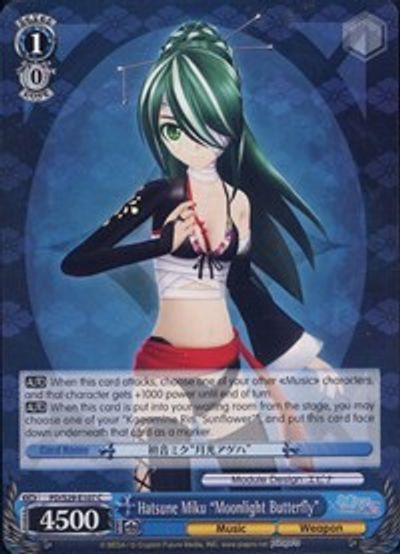 1
0
AUTO When this card attacks, choose one of your other «Music» characters,
and that character gets +1000 power until end of turn.
AUTO When this card is put into your waiting room from the stage, you may
choose one of your "Kagamine Rin "Sunflower"", and put this card face
down underneath that card as a marker.
Card Name
初音ミク"月光アゲハ"
Module Design
4500
Hatsune Miku "Moonlight Butterfly"
Music
Weapon